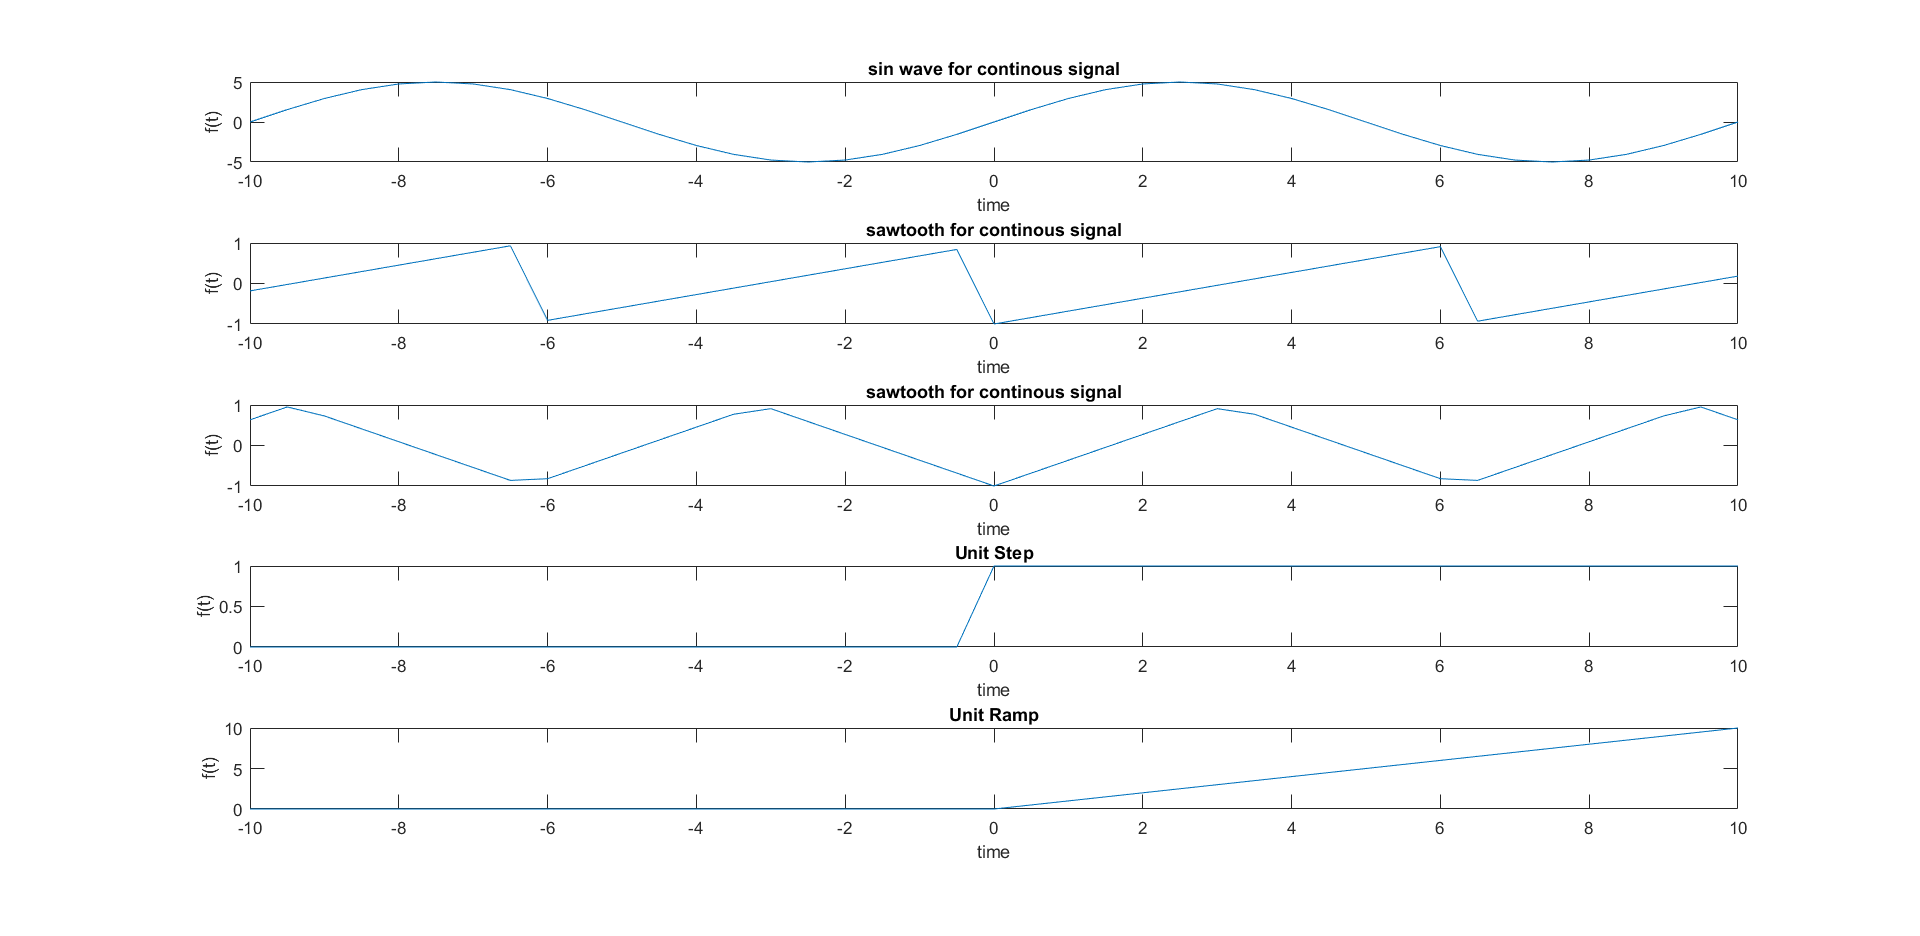 sin wave for continous signal
5
0
-5
f(t)
-10 -8 -6 -4 -2 0 2 4 6 8 10
time
sawtooth for continous signal
1
0
-1
f(t)
-10 -8 -6 -4 -2 0 2 4 6 8 10
time
sawtooth for continous signal
1
0
-1
f(t)
-10 -8 -6 -4 -2 0 2 4 6 8 10
time
Unit Step
1
0.5
0
f(t)
-10 -8 -6 -4 -2 0 2 4 6 8 10
time
Unit Ramp
10
5
0
f(t)
-10 -8 -6 -4 -2 0 2 4 6 8 10
time